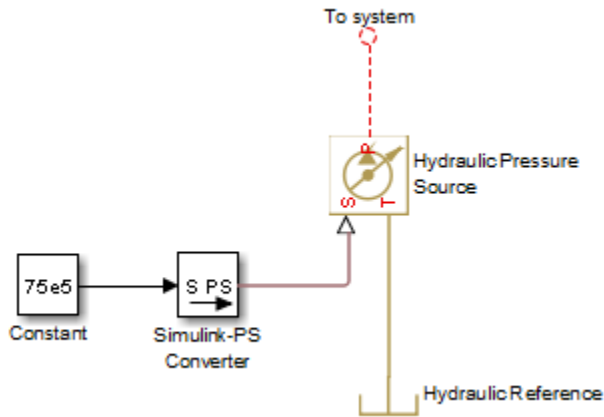 To system
P
Hydraulic Pressure
Source
S
T
75e5
S PS
Constant
Simulink-PS
Converter
Hydraulic Reference